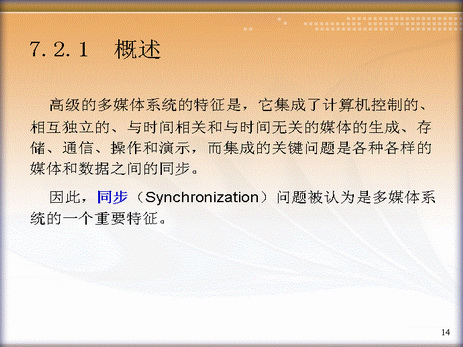 7.2.1 概述
高级的多媒体系统的特征是，它集成了计算机控制的、
相互独立的、与时间相关和与时间无关的媒体的生成、存
储、通信、操作和演示，而集成的关键问题是各种各样的
媒体和数据之间的同步。
因此，同步（Synchronization）问题被认为是多媒体系
统的一个重要特征。
14